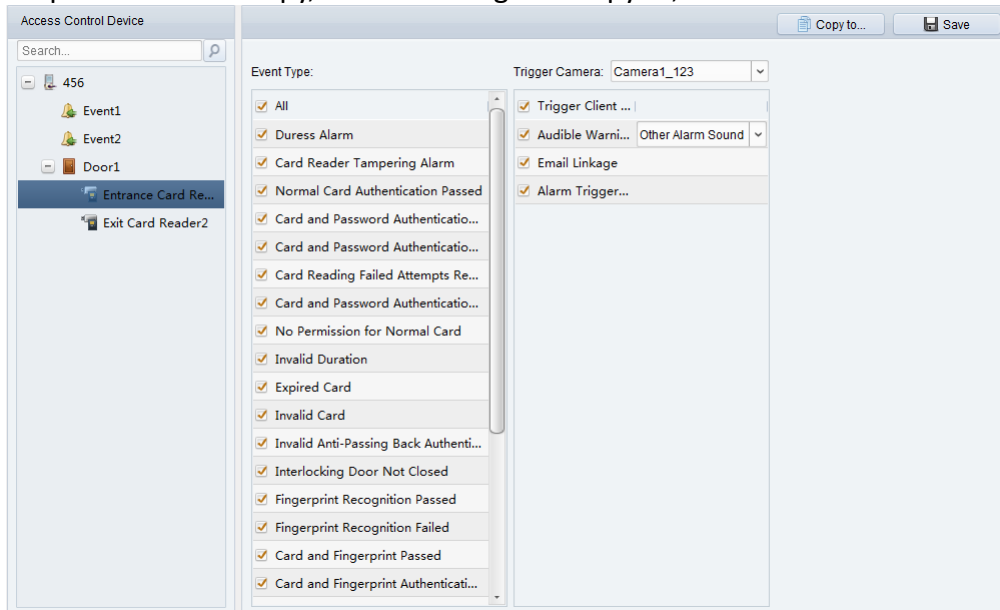 Access Control Device
Copy to...
Save
Search...
456
Event1
Event2
Door1
Entrance Card Re...
Exit Card Reader2
Event Type:
All
Duress Alarm
Card Reader Tampering Alarm
Normal Card Authentication Passed
Card and Password Authenticatio...
Card and Password Authenticatio...
Card Reading Failed Attempts Re...
Card and Password Authenticatio...
No Permission for Normal Card
Invalid Duration
Expired Card
Invalid Card
Invalid Anti-Passing Back Authenti...
Interlocking Door Not Closed
Fingerprint Recognition Passed
Fingerprint Recognition Failed
Card and Fingerprint Passed
Card and Fingerprint Authenticati...
Trigger Camera: Camera1_123
Trigger Client ...
Audible Warni... Other Alarm Sound
Email Linkage
Alarm Trigger...